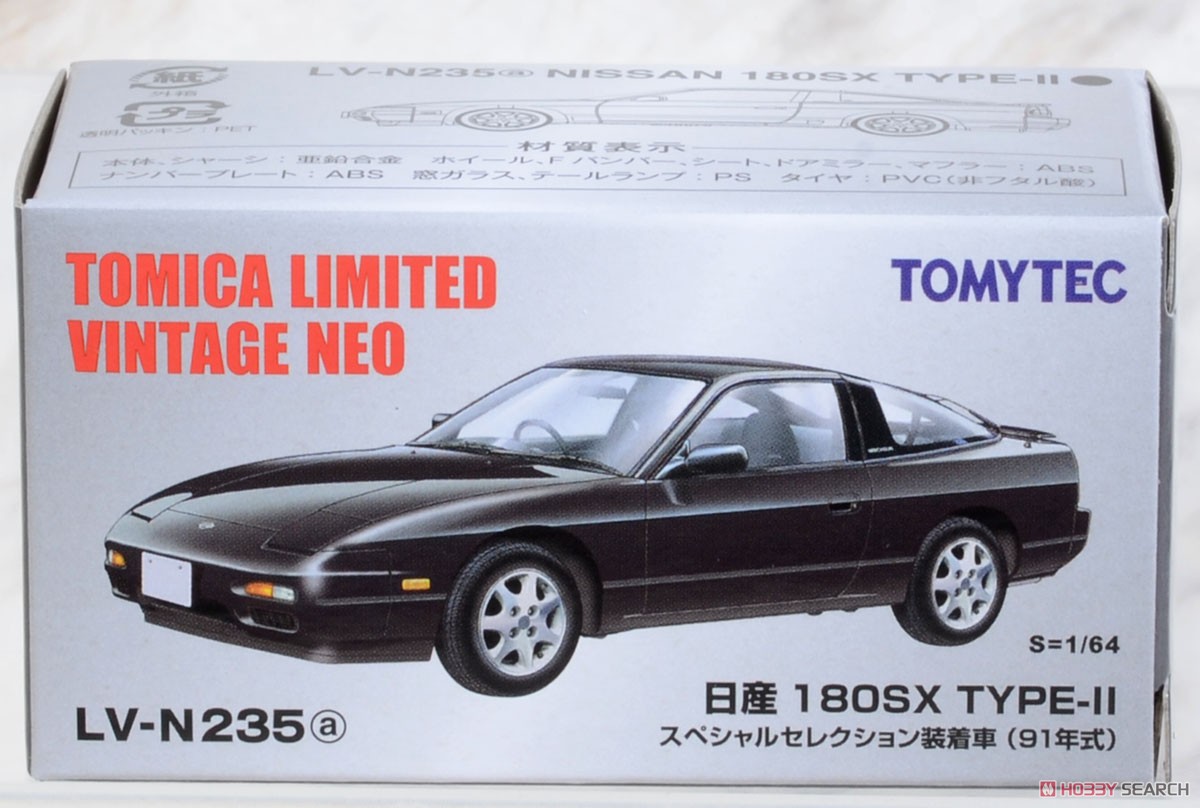 紙
外箱
プラ
透明パッキン：PET
LV-N235ⓐ NISSAN 180SX TYPE-II
材質表示
本体、シャーシ：亜鉛合金 ホイール、Fバンパー、シート、ドアミラー、マフラー：ABS
ナンバープレート：ABS 窓ガラス、テールランプ：PS タイヤ：PVC(非フタル酸)
TOMICA LIMITED
VINTAGE NEO
TOMYTEC
S=1/64
LV-N235ⓐ
日産 180SX TYPE-II
スペシャルセレクション装着車（91年式）
HOBBY SEARCH